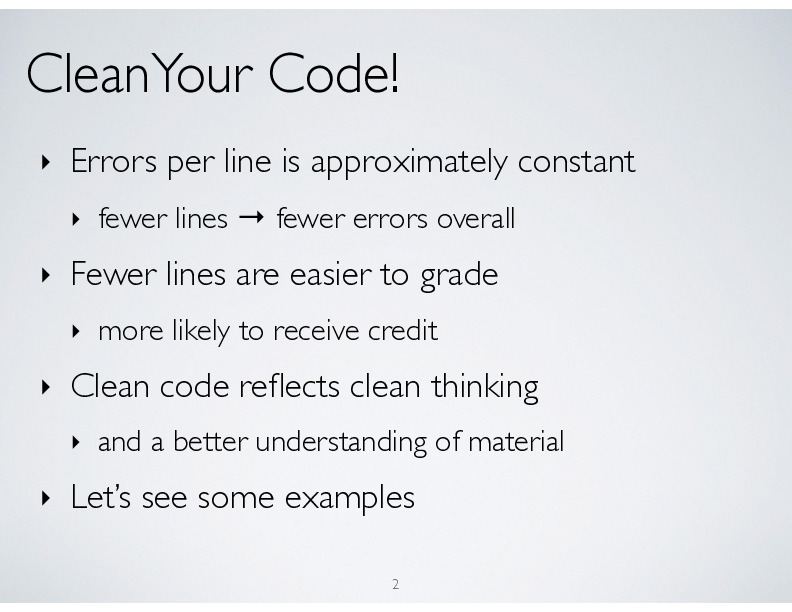 Clean Your Code!
‣ Errors per line is approximately constant
‣ fewer lines → fewer errors overall
‣ Fewer lines are easier to grade
‣ more likely to receive credit
‣ Clean code reflects clean thinking
‣ and a better understanding of material
‣ Let’s see some examples
2